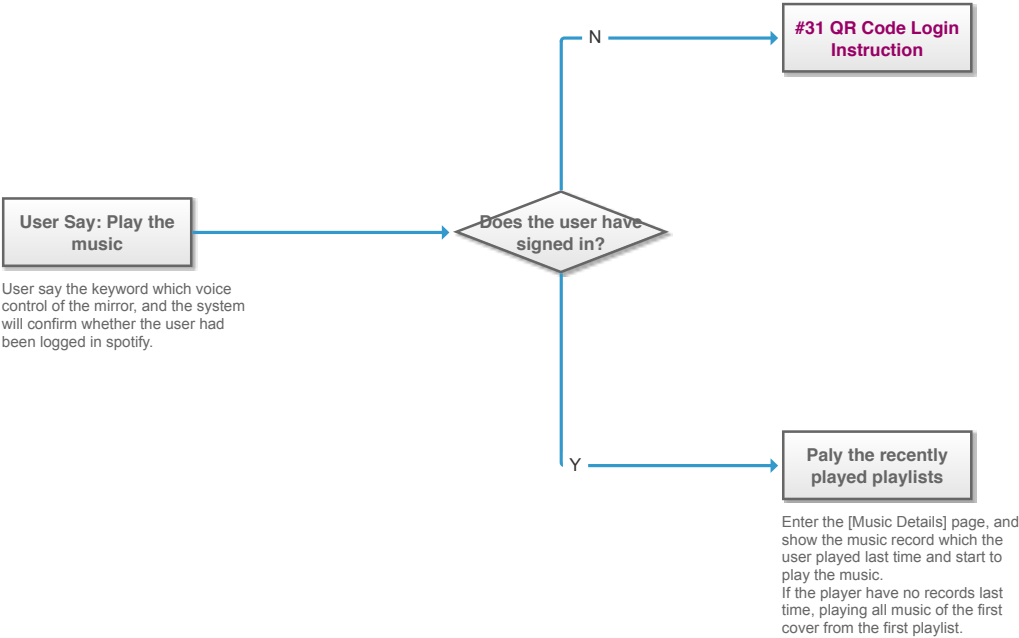 N
#31 QR Code Login
Instruction
User Say: Play the
music
Does the user have
signed in?
User say the keyword which voice
control of the mirror, and the system
will confirm whether the user had
been logged in spotify.
Y
Paly the recently
played playlists
Enter the [Music Details] page, and
show the music record which the
user played last time and start to
play the music.
If the player have no records last
time, playing all music of the first
cover from the first playlist.